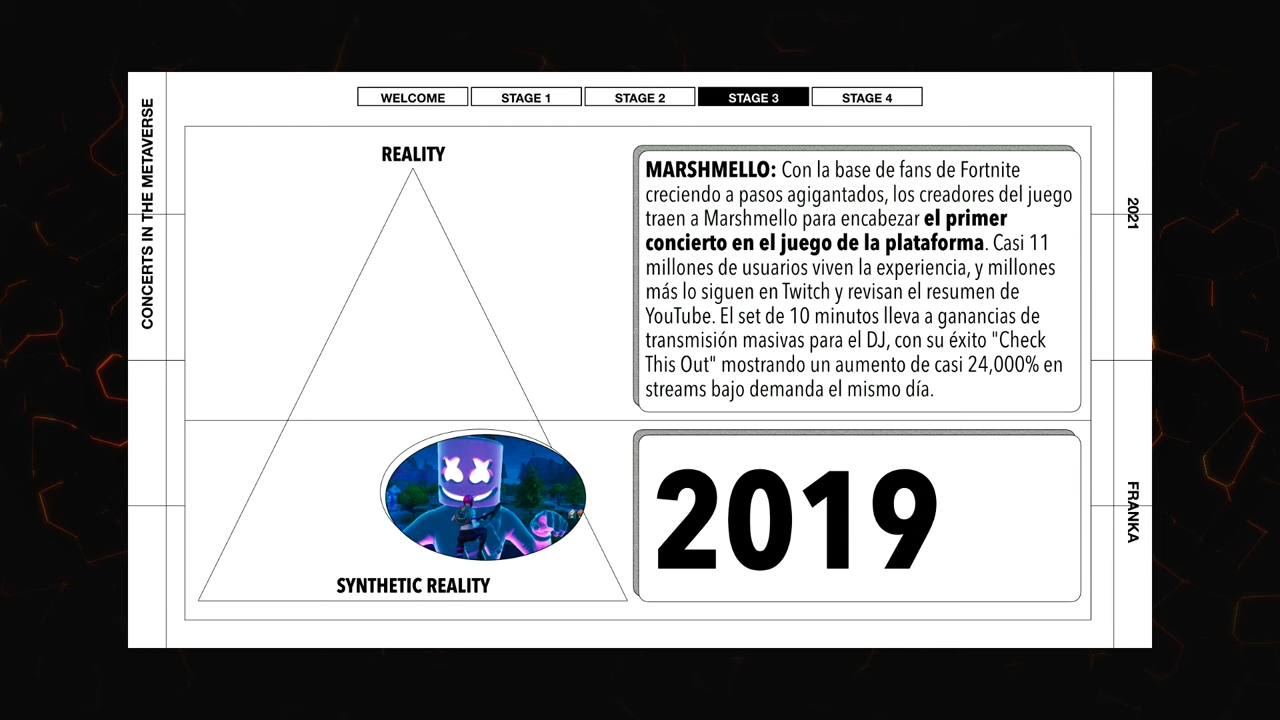 WELCOME
STAGE 1
STAGE 2
STAGE 3
STAGE 4
CONCERTS IN THE METAVERSE
REALITY
MARSHMELLO: Con la base de fans de Fortnite
creciendo a pasos agigantados, los creadores del juego
traen a Marshmello para encabezar el primer
concierto en el juego de la plataforma. Casi 11
millones de usuarios viven la experiencia, y millones
más lo siguen en Twitch y revisan el resumen de
YouTube. El set de 10 minutos lleva a ganancias de
transmisión masivas para el DJ, con su éxito "Check
This Out" mostrando un aumento de casi 24,000% en
streams bajo demanda el mismo día.
2019
SYNTHETIC REALITY
2021
FRANKA